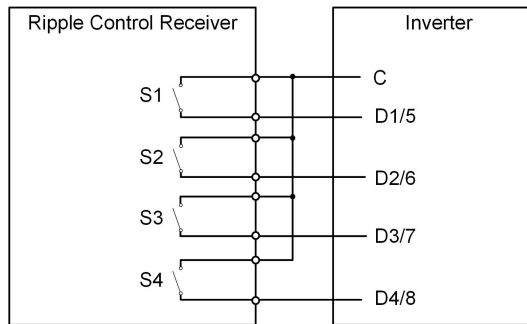 Ripple Control Receiver
Inverter
C
S1
D1/5
S2
D2/6
S3
D3/7
S4
D4/8